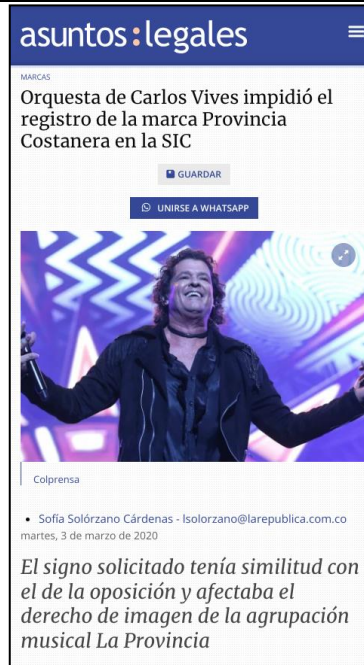 asuntos:legales
MARCAS
Orquesta de Carlos Vives impidió el
registro de la marca Provincia
Costanera en la SIC
GUARDAR
UNIRSE A WHATSAPP
Colprensa
• Sofía Solórzano Cárdenas - lsolorzano@larepublica.com.co
martes, 3 de marzo de 2020
El signo solicitado tenía similitud con
el de la oposición y afectaba el
derecho de imagen de la agrupación
musical La Provincia